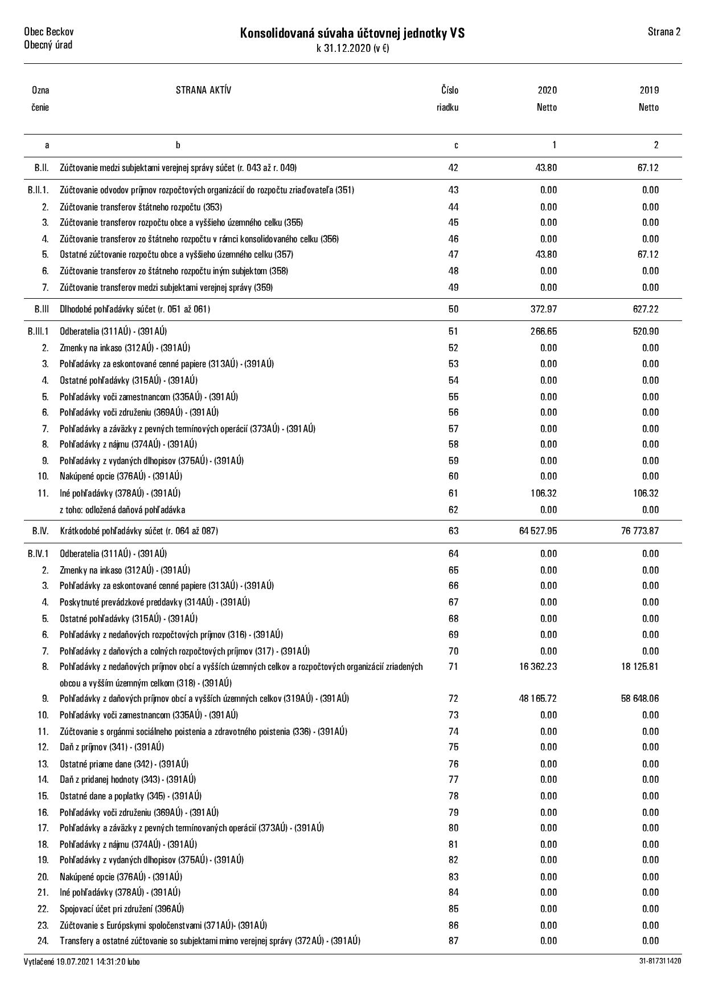 Obec Beckov
Obecný úrad
Konsolidovaná súvaha účtovnej jednotky VS
k 31.12.2020 (v €)
Strana 2
Ozna STRANA AKTÍV Číslo 2020 2019
čenie riadku Netto Netto
a b c 1 2
B.II. Zúčtovanie medzi subjektami verejnej správy súčet (r. 043 až r. 049) 42 43.80 67.12
B.II.1. Zúčtovanie odvodov príjmov rozpočtových organizácií do rozpočtu zriaďovateľa (351) 43 0.00 0.00
2. Zúčtovanie transferov štátneho rozpočtu (353) 44 0.00 0.00
3. Zúčtovanie transferov rozpočtu obce a vyššieho územného celku (355) 45 0.00 0.00
4. Zúčtovanie transferov zo štátneho rozpočtu v rámci konsolidovaného celku (356) 46 0.00 0.00
5. Ostatné zúčtovanie rozpočtu obce a vyššieho územného celku (357) 47 43.80 67.12
6. Zúčtovanie transferov zo štátneho rozpočtu iným subjektom (358) 48 0.00 0.00
7. Zúčtovanie transferov medzi subjektami verejnej správy (359) 49 0.00 0.00
B.III Dlhodobé pohľadávky súčet (r. 051 až 061) 50 372.97 627.22
B.III.1 Odberatelia (311AÚ) - (391AÚ) 51 266.65 520.90
2. Zmenky na inkaso (312AÚ) - (391AÚ) 52 0.00 0.00
3. Pohľadávky za eskontované cenné papiere (313AÚ) - (391AÚ) 53 0.00 0.00
4. Ostatné pohľadávky (315AÚ) - (391AÚ) 54 0.00 0.00
5. Pohľadávky voči zamestnancom (335AÚ) - (391AÚ) 55 0.00 0.00
6. Pohľadávky voči združeniu (369AÚ) - (391AÚ) 56 0.00 0.00
7. Pohľadávky a záväzky z pevných termínových operácií (373AÚ) - (391AÚ) 57 0.00 0.00
8. Pohľadávky z nájmu (374AÚ) - (391AÚ) 58 0.00 0.00
9. Pohľadávky z vydaných dlhopisov (375AÚ) - (391AÚ) 59 0.00 0.00
10. Nakúpené opcie (376AÚ) - (391AÚ) 60 0.00 0.00
11. Iné pohľadávky (378AÚ) - (391AÚ) 61 106.32 106.32
z toho: odložená daňová pohľadávka 62 0.00 0.00
B.IV. Krátkodobé pohľadávky súčet (r. 064 až 087) 63 64 527.95 76 773.87
B.IV.1 Odberatelia (311AÚ) - (391AÚ) 64 0.00 0.00
2. Zmenky na inkaso (312AÚ) - (391AÚ) 65 0.00 0.00
3. Pohľadávky za eskontované cenné papiere (313AÚ) - (391AÚ) 66 0.00 0.00
4. Poskytnuté prevádzkové preddavky (314AÚ) - (391AÚ) 67 0.00 0.00
5. Ostatné pohľadávky (315AÚ) - (391AÚ) 68 0.00 0.00
6. Pohľadávky z nedaňových rozpočtových príjmov (316) - (391AÚ) 69 0.00 0.00
7. Pohľadávky z daňových a colných rozpočtových príjmov (317) - (391AÚ) 70 0.00 0.00
8. Pohľadávky z nedaňových príjmov obcí a vyšších územných celkov a rozpočtových organizácií zriadených 71 16 362.23 18 125.81
obcou a vyšším územným celkom (318) - (391AÚ)
9. Pohľadávky z daňových príjmov obcí a vyšších územných celkov (319AÚ) - (391AÚ) 72 48 165.72 58 648.06
10. Pohľadávky voči zamestnancom (335AÚ) - (391AÚ) 73 0.00 0.00
11. Zúčtovanie s orgánmi sociálneho poistenia a zdravotného poistenia (336) - (391AÚ) 74 0.00 0.00
12. Daň z príjmov (341) - (391AÚ) 75 0.00 0.00
13. Ostatné priame dane (342) - (391AÚ) 76 0.00 0.00
14. Daň z pridanej hodnoty (343) - (391AÚ) 77 0.00 0.00
15. Ostatné dane a poplatky (345) - (391AÚ) 78 0.00 0.00
16. Pohľadávky voči združeniu (369AÚ) - (391AÚ) 79 0.00 0.00
17. Pohľadávky a záväzky z pevných termínovaných operácií (373AÚ) - (391AÚ) 80 0.00 0.00
18. Pohľadávky z nájmu (374AÚ) - (391AÚ) 81 0.00 0.00
19. Pohľadávky z vydaných dlhopisov (375AÚ) - (391AÚ) 82 0.00 0.00
20. Nakúpené opcie (376AÚ) - (391AÚ) 83 0.00 0.00
21. Iné pohľadávky (378AÚ) - (391AÚ) 84 0.00 0.00
22. Spojovací účet pri združení (396AÚ) 85 0.00 0.00
23. Zúčtovanie s Európskymi spoločenstvami (371AÚ)- (391AÚ) 86 0.00 0.00
24. Transfery a ostatné zúčtovanie so subjektami mimo verejnej správy (372AÚ) - (391AÚ) 87 0.00 0.00
Vytlačené 19.07.2021 14:31:20 lubo 31-817311420